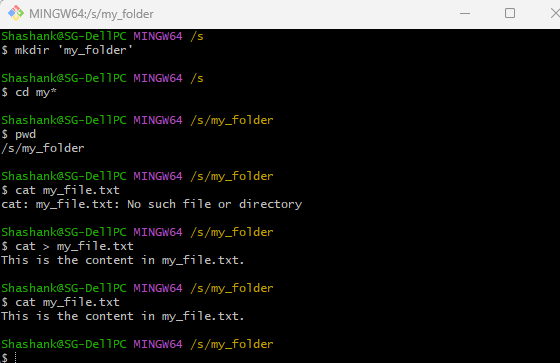 MINGW64:/s/my_folder
Shashank@SG-DellPC MINGW64 /s
$ mkdir 'my_folder'
Shashank@SG-DellPC MINGW64 /s
$ cd my*
Shashank@SG-DellPC MINGW64 /s/my_folder
$ pwd
/s/my_folder
Shashank@SG-DellPC MINGW64 /s/my_folder
$ cat my_file.txt
cat: my_file.txt: No such file or directory
Shashank@SG-DellPC MINGW64 /s/my_folder
$ cat > my_file.txt
This is the content in my_file.txt.
Shashank@SG-DellPC MINGW64 /s/my_folder
$ cat my_file.txt
This is the content in my_file.txt.
Shashank@SG-DellPC MINGW64 /s/my_folder
$